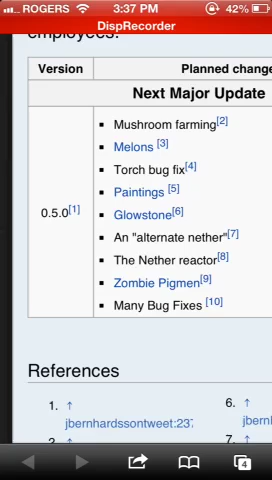 ROGERS 3:37 PM 42%
DispRecorder
employees.
Version Planned change
Next Major Update
Mushroom farming[2]
Melons [3]
Torch bug fix[4]
Paintings [5]
0.5.0[1]
Glowstone[6]
An "alternate nether"[7]
The Nether reactor[8]
Zombie Pigmen[9]
Many Bug Fixes [10]
References
1. ↑ 6. ↑
jbernhardssontweet:237 jbern
2. ↑ 7. ↑
4